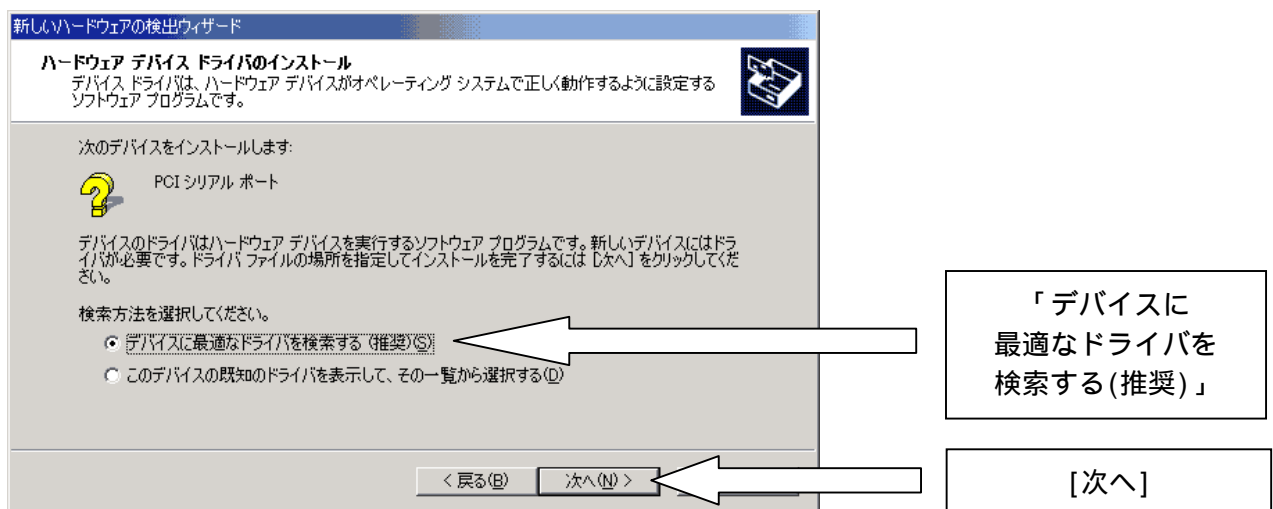 新しいハードウェアの検出ウィザード
ハードウェア デバイス ドライバのインストール
デバイス ドライバは、ハードウェア デバイスがオペレーティング システムで正しく動作するように設定する
ソフトウェア プログラムです。
次のデバイスをインストールします:
PCI シリアル ポート
デバイスのドライバはハードウェア デバイスを実行するソフトウェア プログラムです。新しいデバイスにはドラ
イバが必要です。ドライバ ファイルの場所を指定してインストールを完了するには [次へ] をクリックしてくだ
さい。
検索方法を選択してください。
デバイスに最適なドライバを検索する (推奨)(S)
このデバイスの既知のドライバを表示して、その一覧から選択する(D)
< 戻る(B)
次へ(N) >
「デバイスに
最適なドライバを
検索する(推奨)」
[次へ]